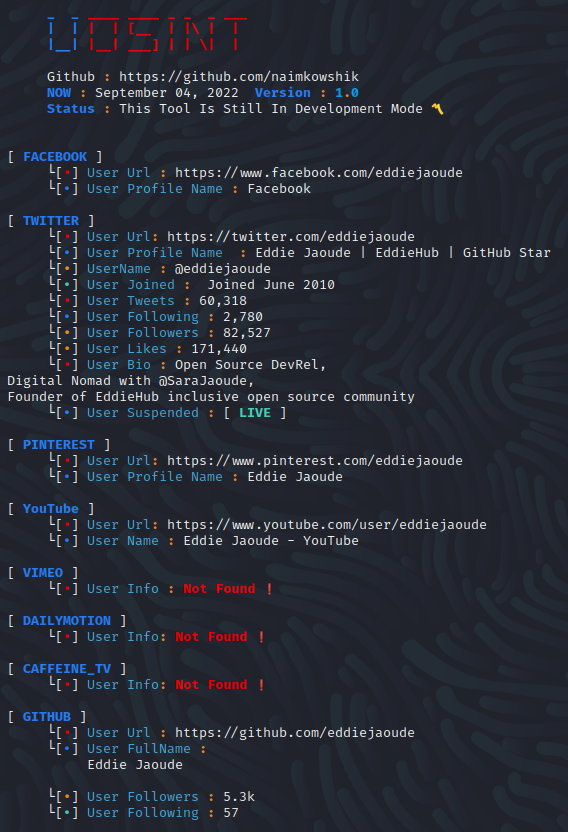 UOSINT
Github : https://github.com/naimkowshik
NOW : September 04, 2022 Version : 1.0
Status : This Tool Is Still In Development Mode
[ FACEBOOK ]
└[•] User Url : https://www.facebook.com/eddiejaoude
└[•] User Profile Name : Facebook
[ TWITTER ]
└[•] User Url: https://twitter.com/eddiejaoude
└[•] User Profile Name  : Eddie Jaoude | EddieHub | GitHub Star
└[•] UserName : @eddiejaoude
└[•] User Joined :  Joined June 2010
└[•] User Tweets : 60,318
└[•] User Following : 2,780
└[•] User Followers : 82,527
└[•] User Likes : 171,440
└[•] User Bio : Open Source DevRel,
Digital Nomad with @SaraJaoude,
Founder of EddieHub inclusive open source community
└[•] User Suspended : [ LIVE ]
[ PINTEREST ]
└[•] User Url: https://www.pinterest.com/eddiejaoude
└[•] User Profile Name : Eddie Jaoude
[ YouTube ]
└[•] User Url: https://www.youtube.com/user/eddiejaoude
└[•] User Name : Eddie Jaoude - YouTube
[ VIMEO ]
└[•] User Info : Not Found ❗
[ DAILYMOTION ]
└[•] User Info: Not Found ❗
[ CAFFEINE_TV ]
└[•] User Info: Not Found ❗
[ GITHUB ]
└[•] User Url : https://github.com/eddiejaoude
└[•] User FullName :
Eddie Jaoude
└[•] User Followers : 5.3k
└[•] User Following : 57